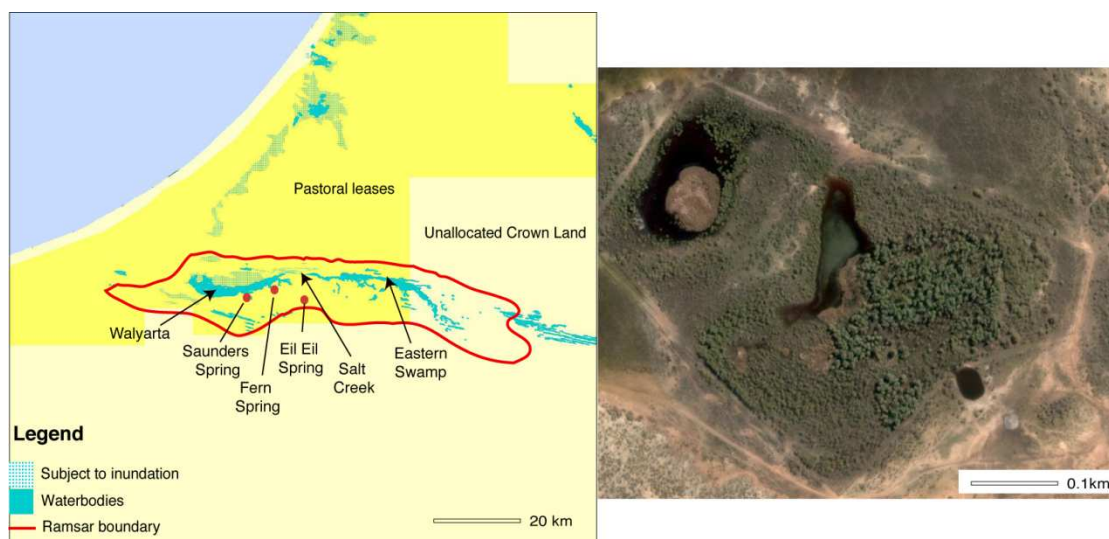 Pastoral leases
Unallocated Crown Land
Walyarta
Saunders
Spring
Fern
Spring
Eil Eil
Spring
Salt
Creek
Eastern
Swamp
Legend
Subject to inundation
Waterbodies
Ramsar boundary
20 km
0.1km